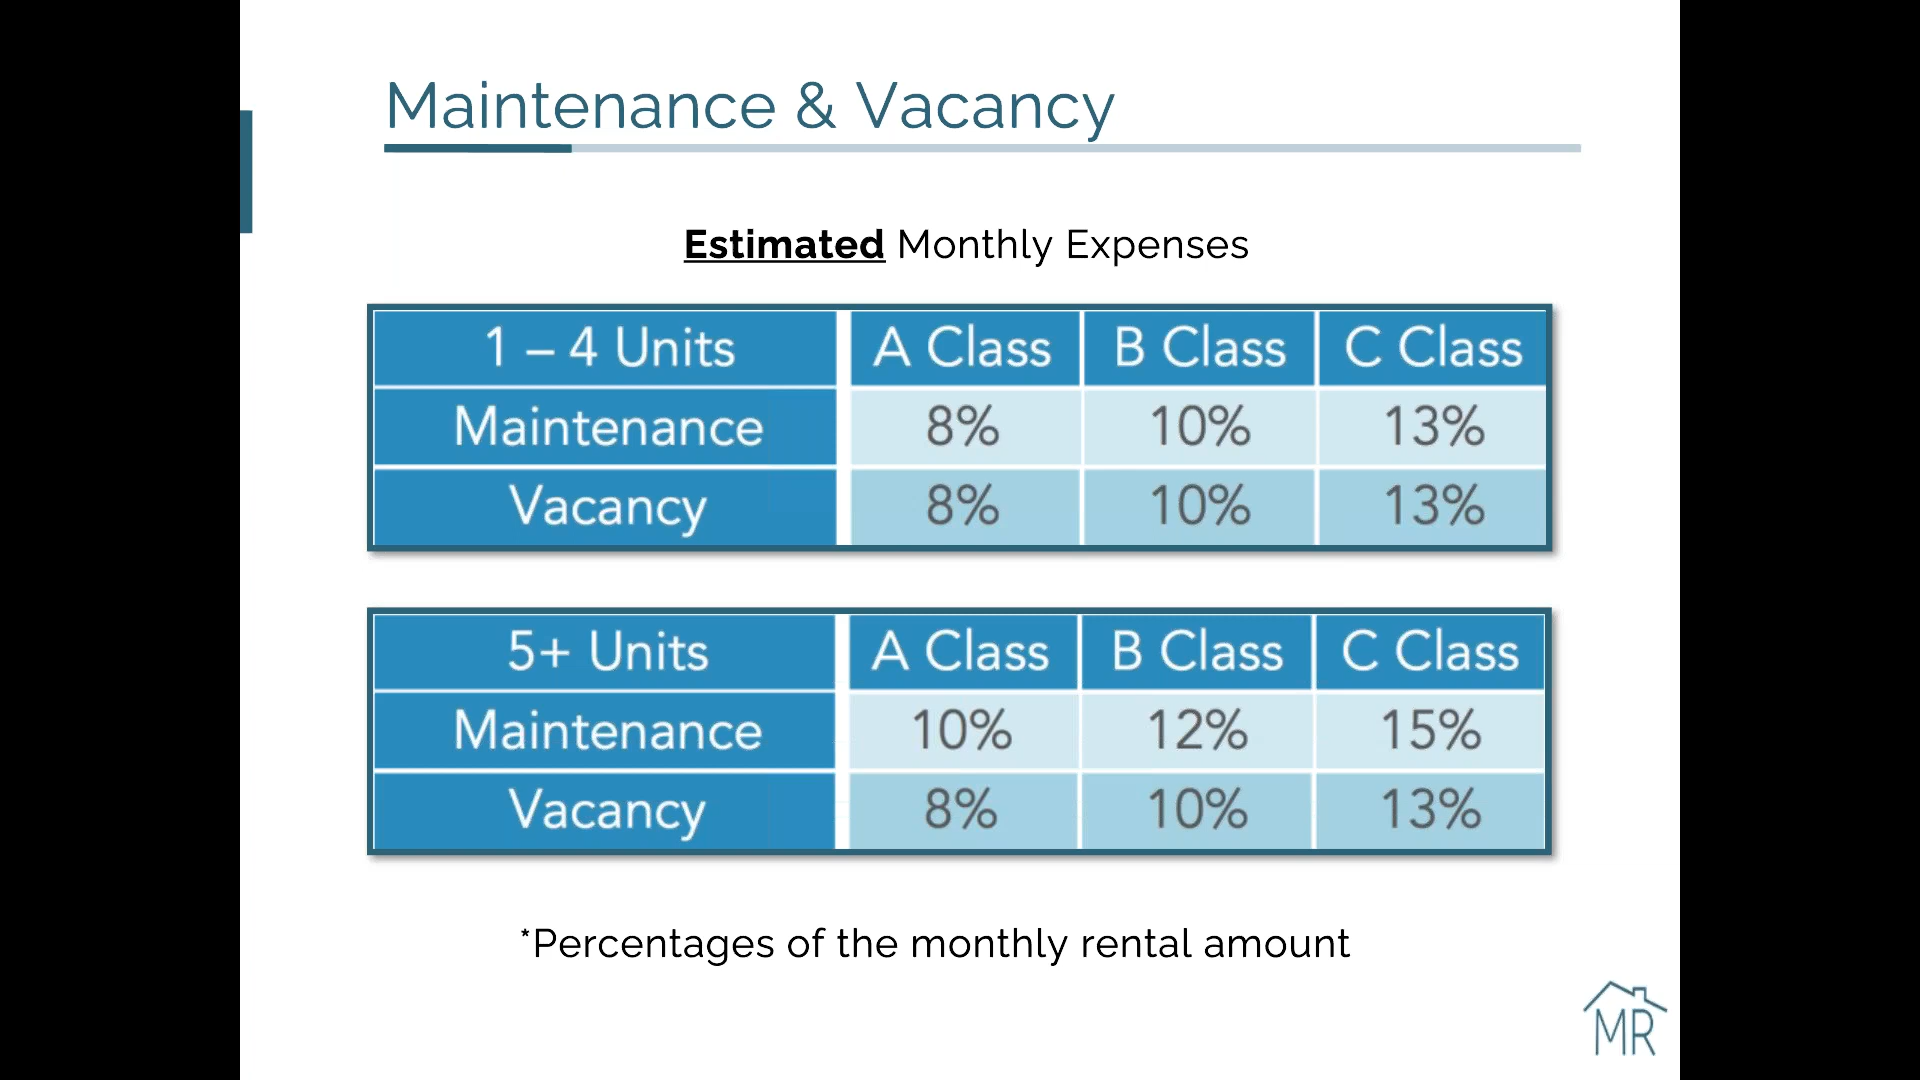 Maintenance & Vacancy
Estimated Monthly Expenses
1 – 4 Units A Class B Class C Class
Maintenance 8% 10% 13%
Vacancy 8% 10% 13%
5+ Units A Class B Class C Class
Maintenance 10% 12% 15%
Vacancy 8% 10% 13%
*Percentages of the monthly rental amount
MR